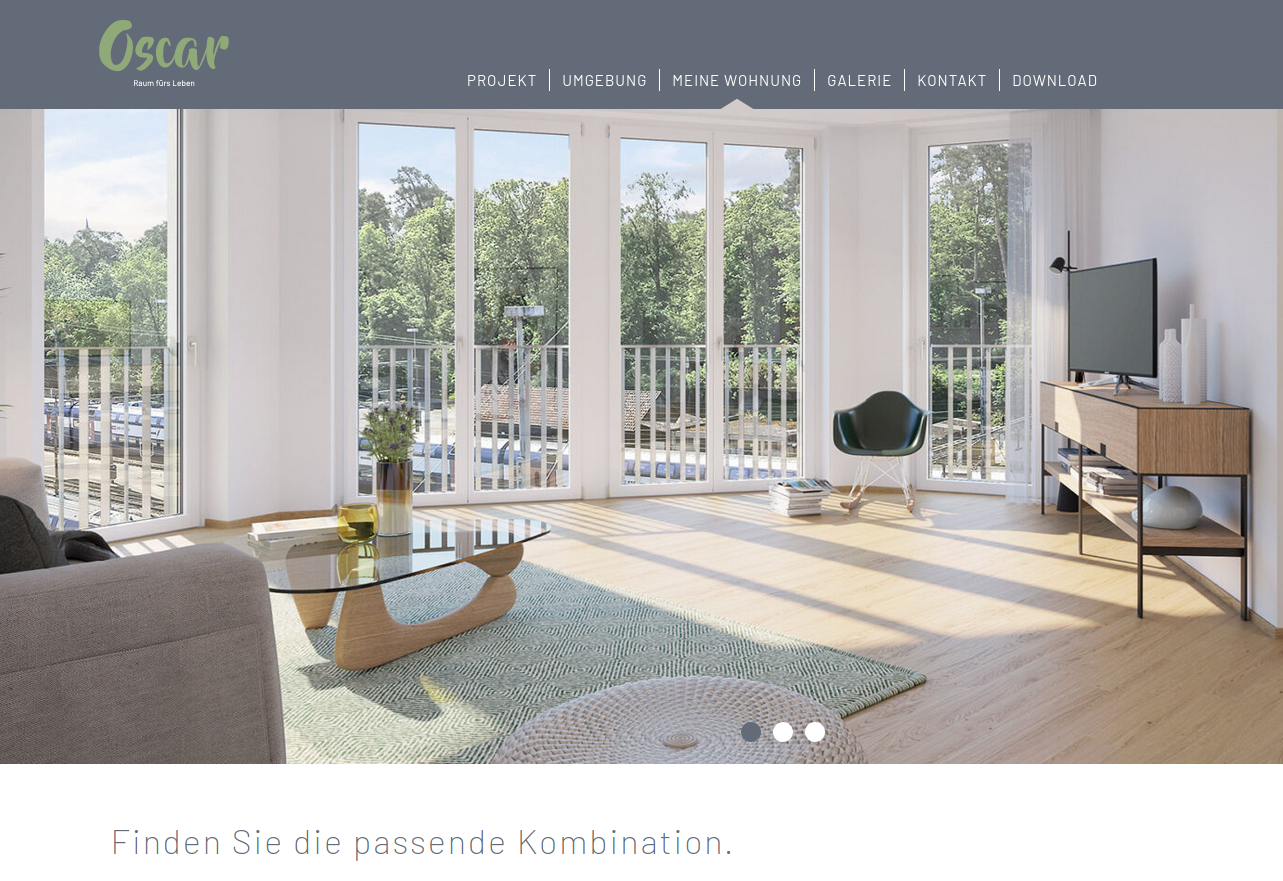 Oscar
Raum fürs Leben
PROJEKT
UMGEBUNG
MEINE WOHNUNG
GALERIE
KONTAKT
DOWNLOAD
Finden Sie die passende Kombination.